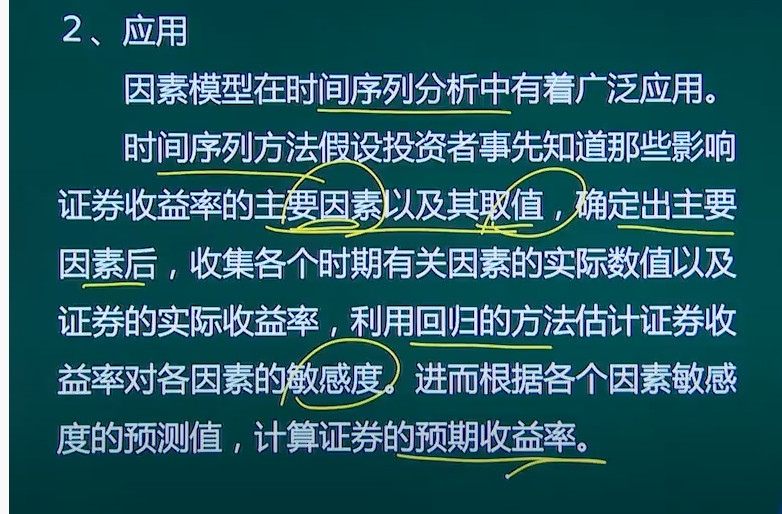 2、应用
因素模型在时间序列分析中有着广泛应用。
时间序列方法假设投资者事先知道那些影响
证券收益率的主要因素以及其取值，确定出主要
因素后，收集各个时期有关因素的实际数值以及
证券的实际收益率，利用回归的方法估计证券收
益率对各因素的敏感度。进而根据各个因素敏感
度的预测值，计算证券的预期收益率。